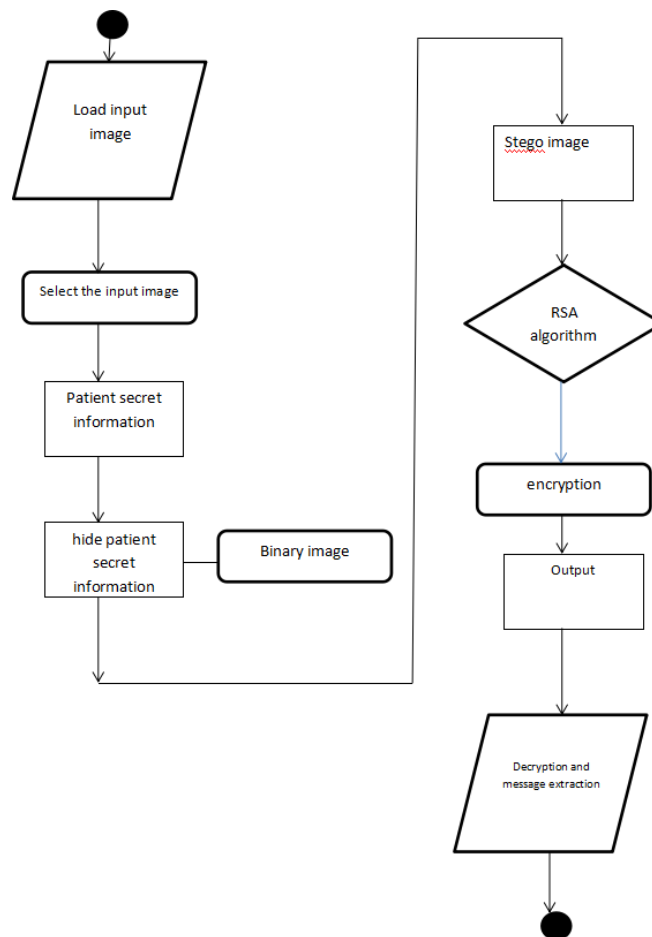 Load input
image
Select the input image
Patient secret
information
hide patient
secret
information
Binary image
Stego image
RSA
algorithm
encryption
Output
Decryption and
message extraction